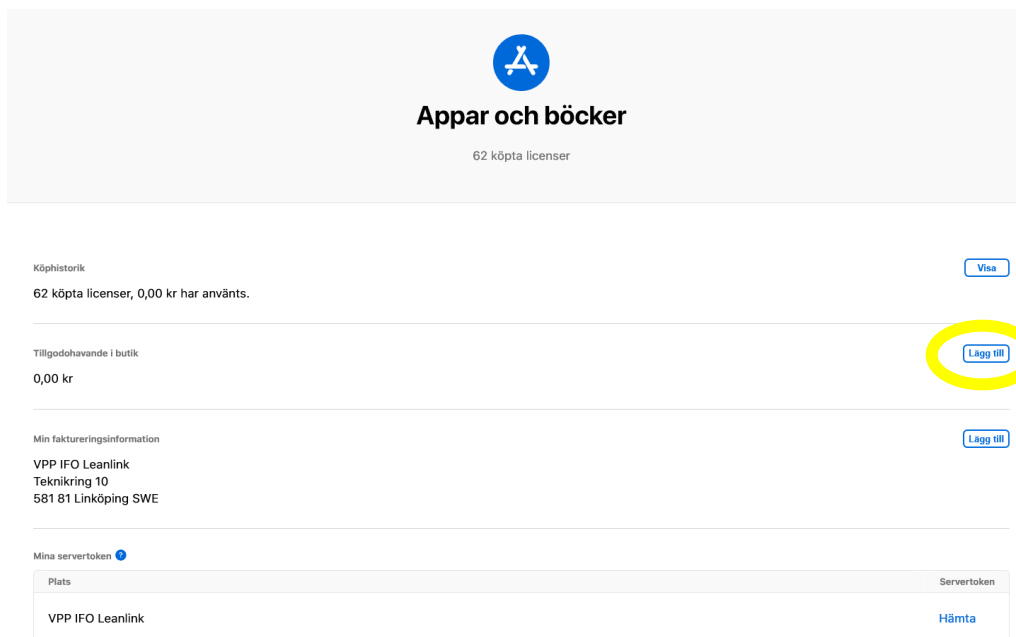 Appar och böcker
62 köpta licenser
Köphistorik
Visa
62 köpta licenser, 0,00 kr har använts.
Tillgodohavande i butik
Lägg till
0,00 kr
Min faktureringsinformation
Lägg till
VPP IFO Leanlink
Teknikring 10
581 81 Linköping SWE
Mina servertoken ?
Plats Servertoken
VPP IFO Leanlink Hämta